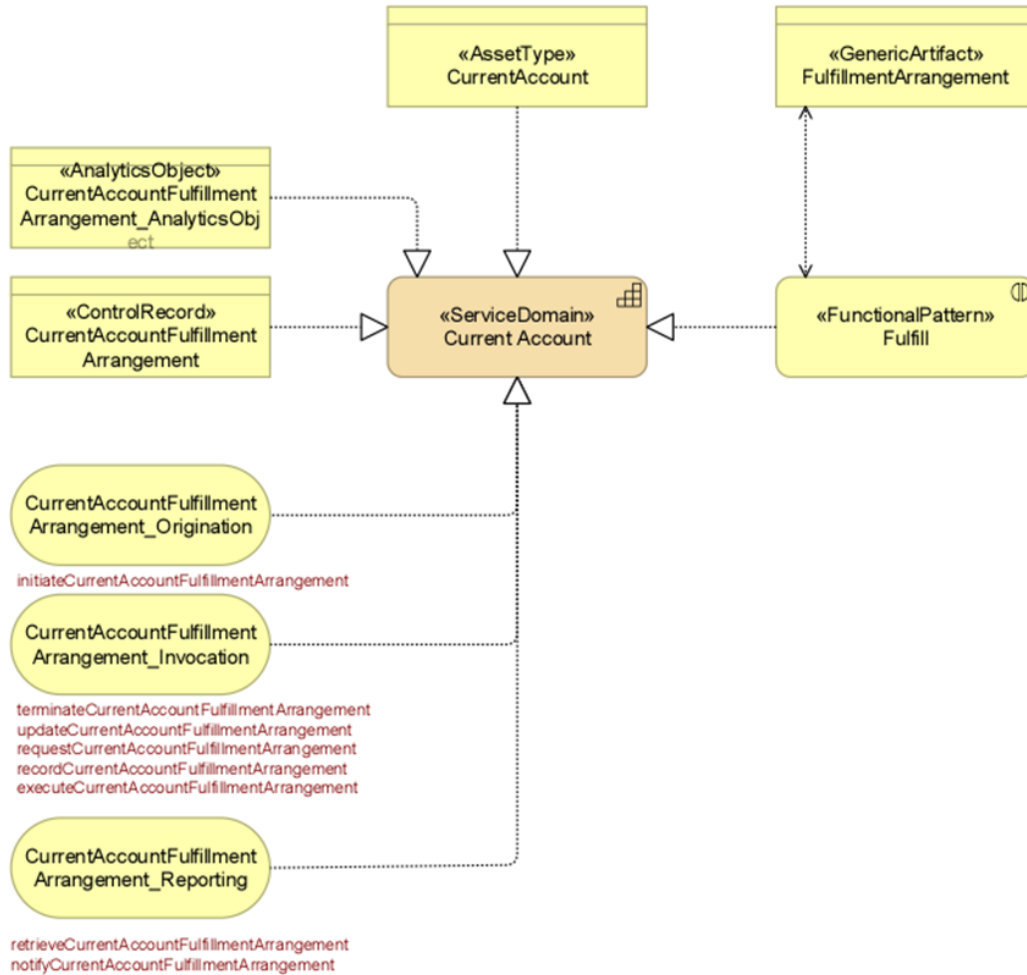 «AssetType»
CurrentAccount
«GenericArtifact»
FulfillmentArrangement
«AnalyticsObject»
CurrentAccountFulfillment
Arrangement_AnalyticsObj
ect
«ControlRecord»
CurrentAccountFulfillment
Arrangement
«ServiceDomain»
Current Account
«FunctionalPattern»
Fulfill
CurrentAccountFulfillment
Arrangement_Origination
initiateCurrentAccountFulfillmentArrangement
CurrentAccountFulfillment
Arrangement_Invocation
terminateCurrentAccountFulfillmentArrangement
updateCurrentAccountFulfillmentArrangement
requestCurrentAccountFulfillmentArrangement
recordCurrentAccountFulfillmentArrangement
executeCurrentAccountFulfillmentArrangement
CurrentAccountFulfillment
Arrangement_Reporting
retrieveCurrentAccountFulfillmentArrangement
notifyCurrentAccountFulfillmentArrangement